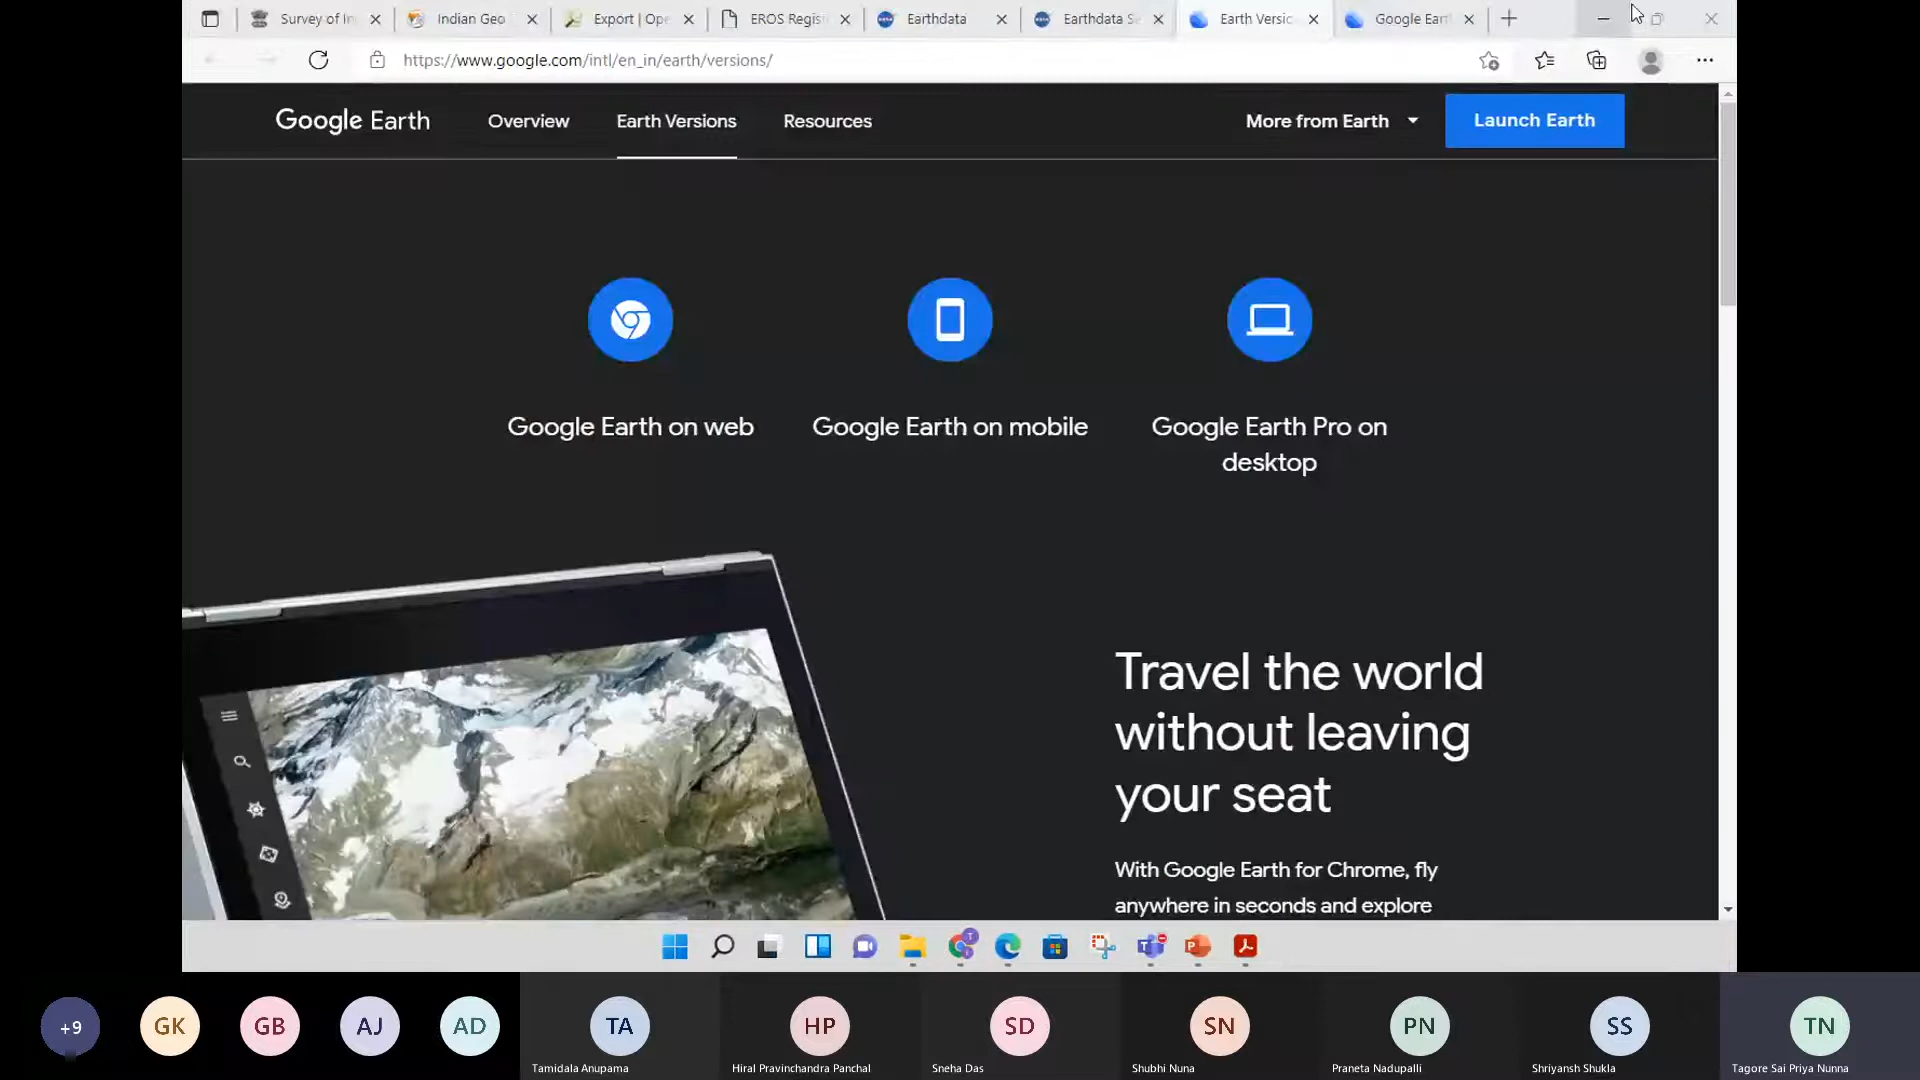 Survey of In
Indian Geo
Export | Ope
EROS Regis
Earthdata
Earthdata Se
Earth Versio
Google Eart
https://www.google.com/intl/en_in/earth/versions/
Google Earth
Overview
Earth Versions
Resources
More from Earth
Launch Earth
Google Earth on web
Google Earth on mobile
Google Earth Pro on
desktop
Travel the world
without leaving
your seat
With Google Earth for Chrome, fly
anywhere in seconds and explore
+9
GK
GB
AJ
AD
TA
HP
SD
SN
PN
SS
TN
Tamidala Anupama
Hiral Pravinchandra Panchal
Sneha Das
Shubhi Nuna
Praneta Nadupalli
Shriyansh Shukla
Tagore Sai Priya Nunna